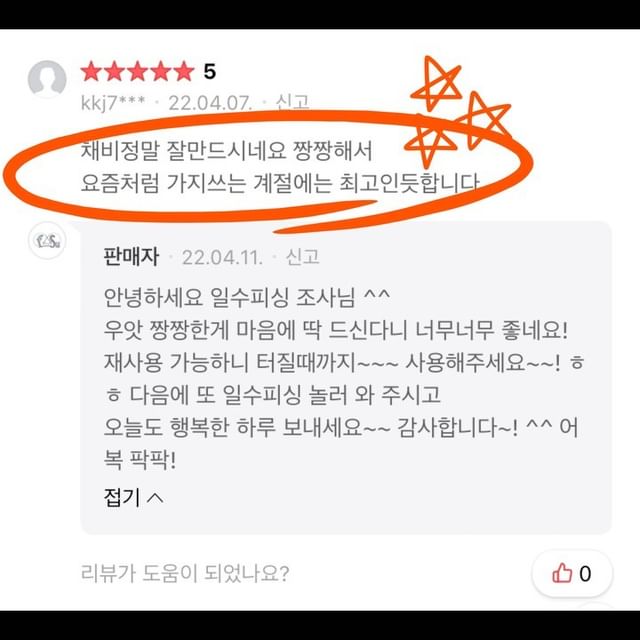 5
kkj7*** · 22.04.07. · 신고
채비정말 잘만드시네요 짱짱해서
요즘처럼 가지쓰는 계절에는 최고인듯합니다
판매자 · 22.04.11. · 신고
안녕하세요 일수피싱 조사님 ^^
우앗 짱짱한게 마음에 딱 드신다니 너무너무 좋네요!
재사용 가능하니 터질때까지~~~ 사용해주세요~~! ㅎ
ㅎ 다음에 또 일수피싱 놀러 와 주시고
오늘도 행복한 하루 보내세요~~ 감사합니다~! ^^ 어
복 팍팍!
접기
리뷰가 도움이 되었나요?
0